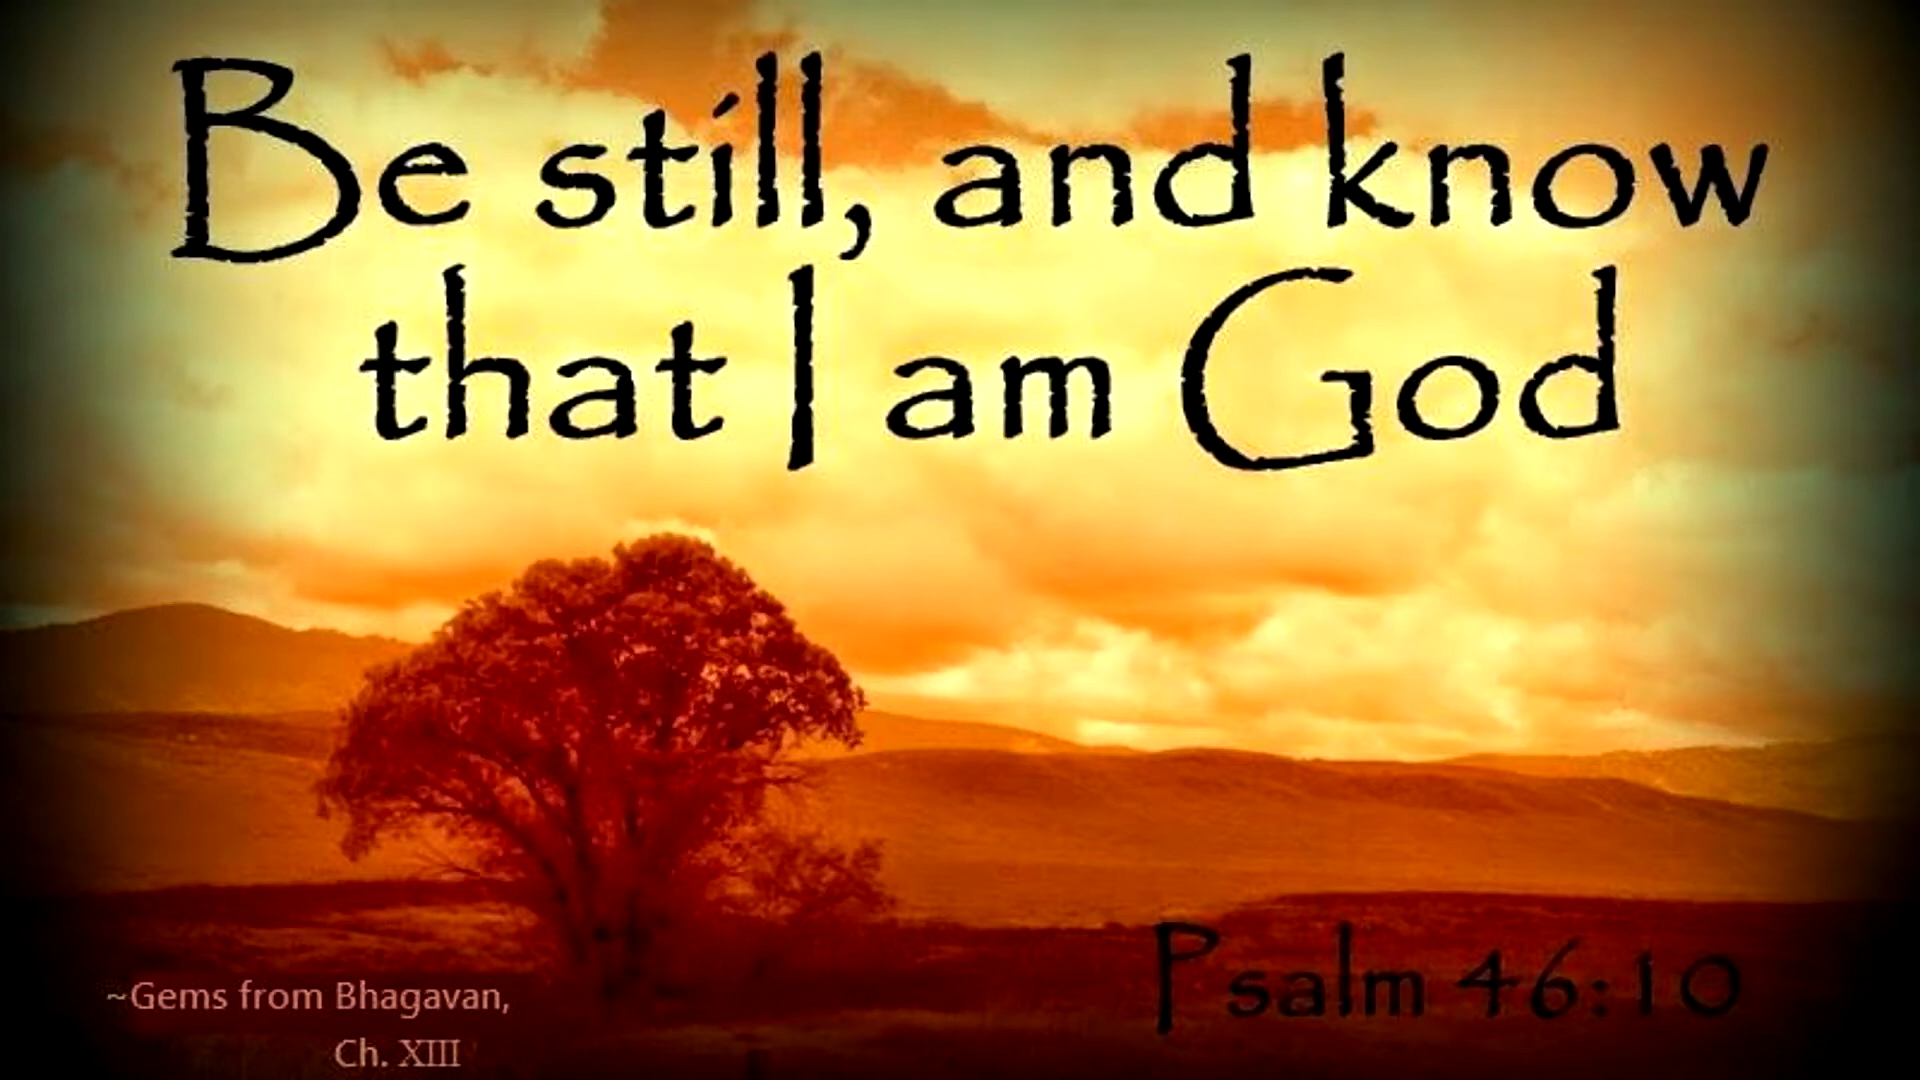 Be still, and know
that I am God
Psalm 46:10
~Gems from Bhagavan,
Ch. XIII